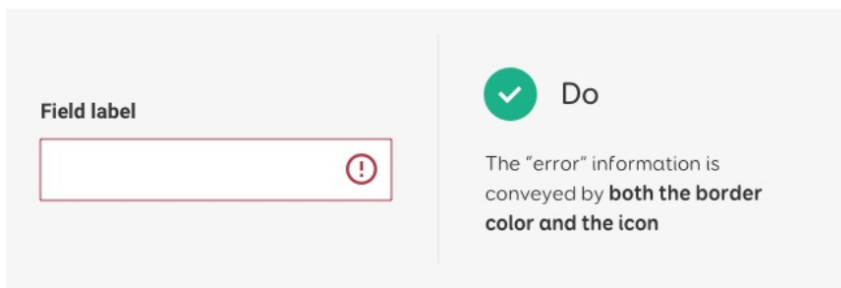 Field label
Do
The "error" information is
conveyed by both the border
color and the icon